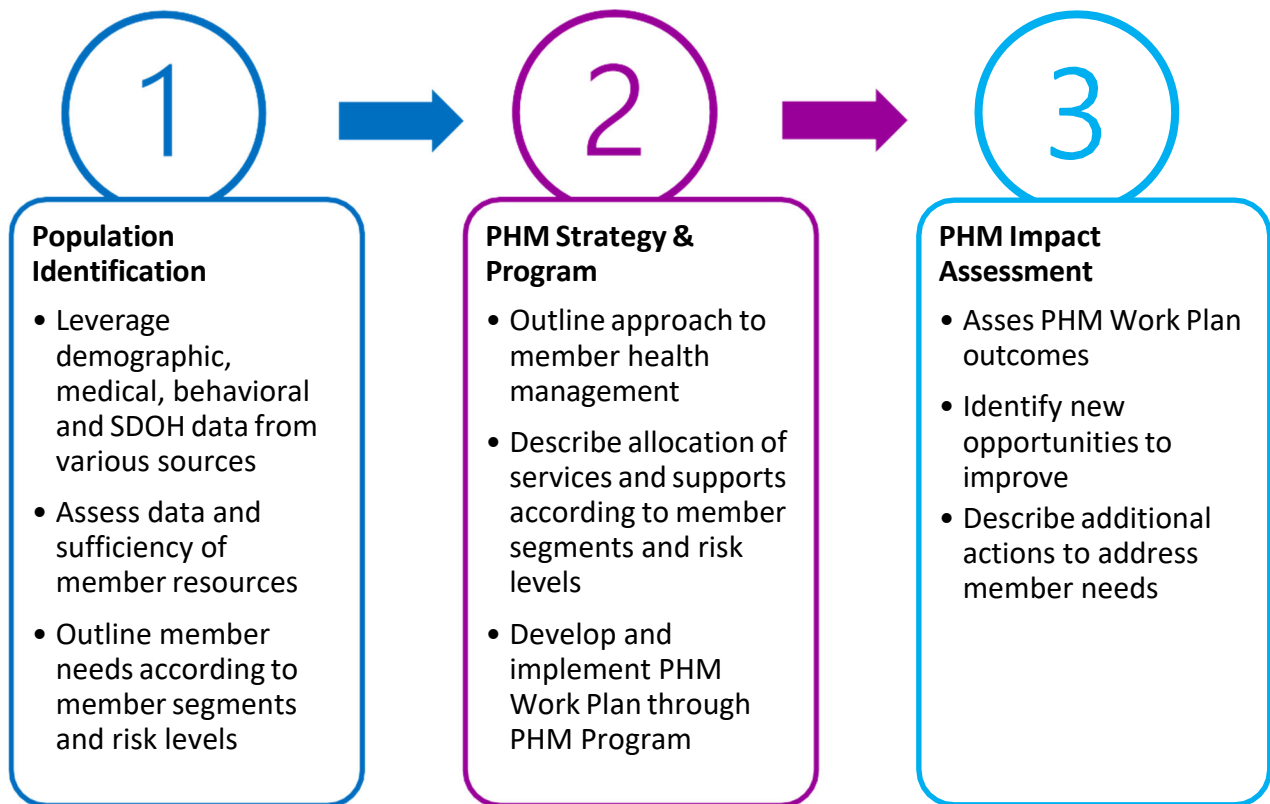 1
Population
Identification
• Leverage
demographic,
medical, behavioral
and SDOH data from
various sources
• Assess data and
sufficiency of
member resources
• Outline member
needs according to
member segments
and risk levels
2
PHM Strategy &
Program
• Outline approach to
member health
management
• Describe allocation of
services and supports
according to member
segments and risk
levels
• Develop and
implement PHM
Work Plan through
PHM Program
3
PHM Impact
Assessment
• Asses PHM Work Plan
outcomes
• Identify new
opportunities to
improve
• Describe additional
actions to address
member needs